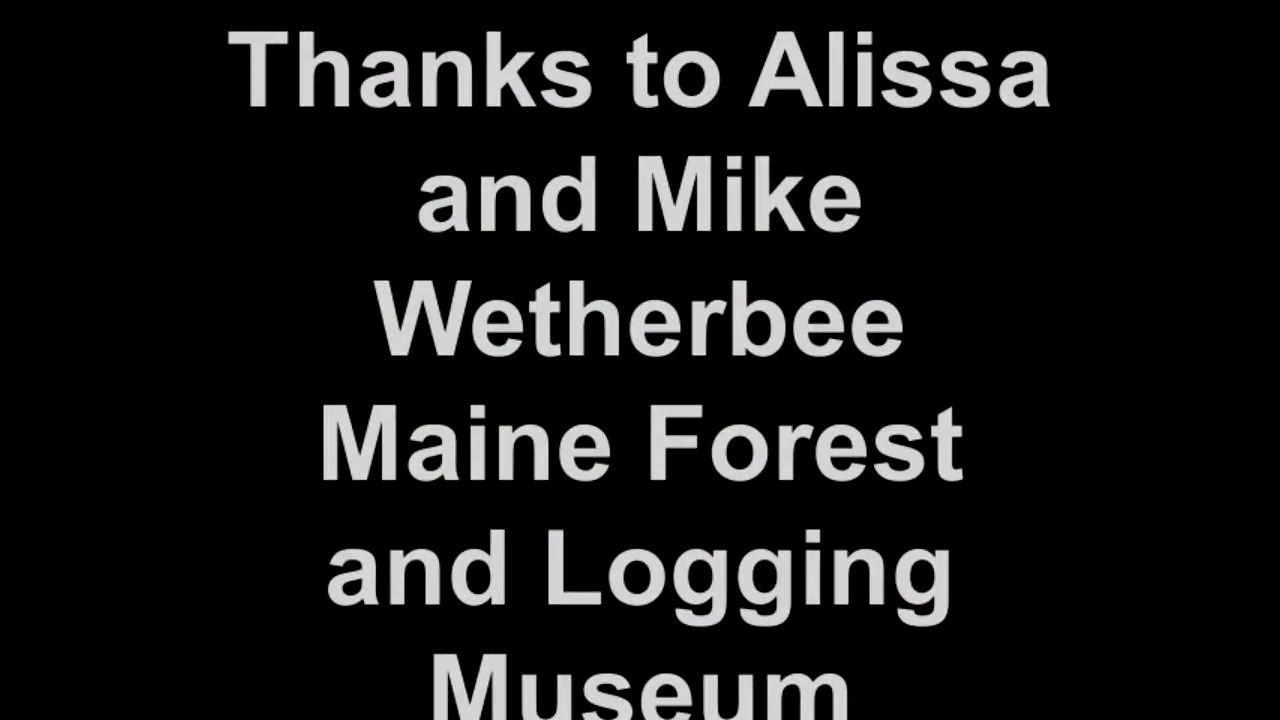 Thanks to Alissa
and Mike
Wetherbee
Maine Forest
and Logging
Museum